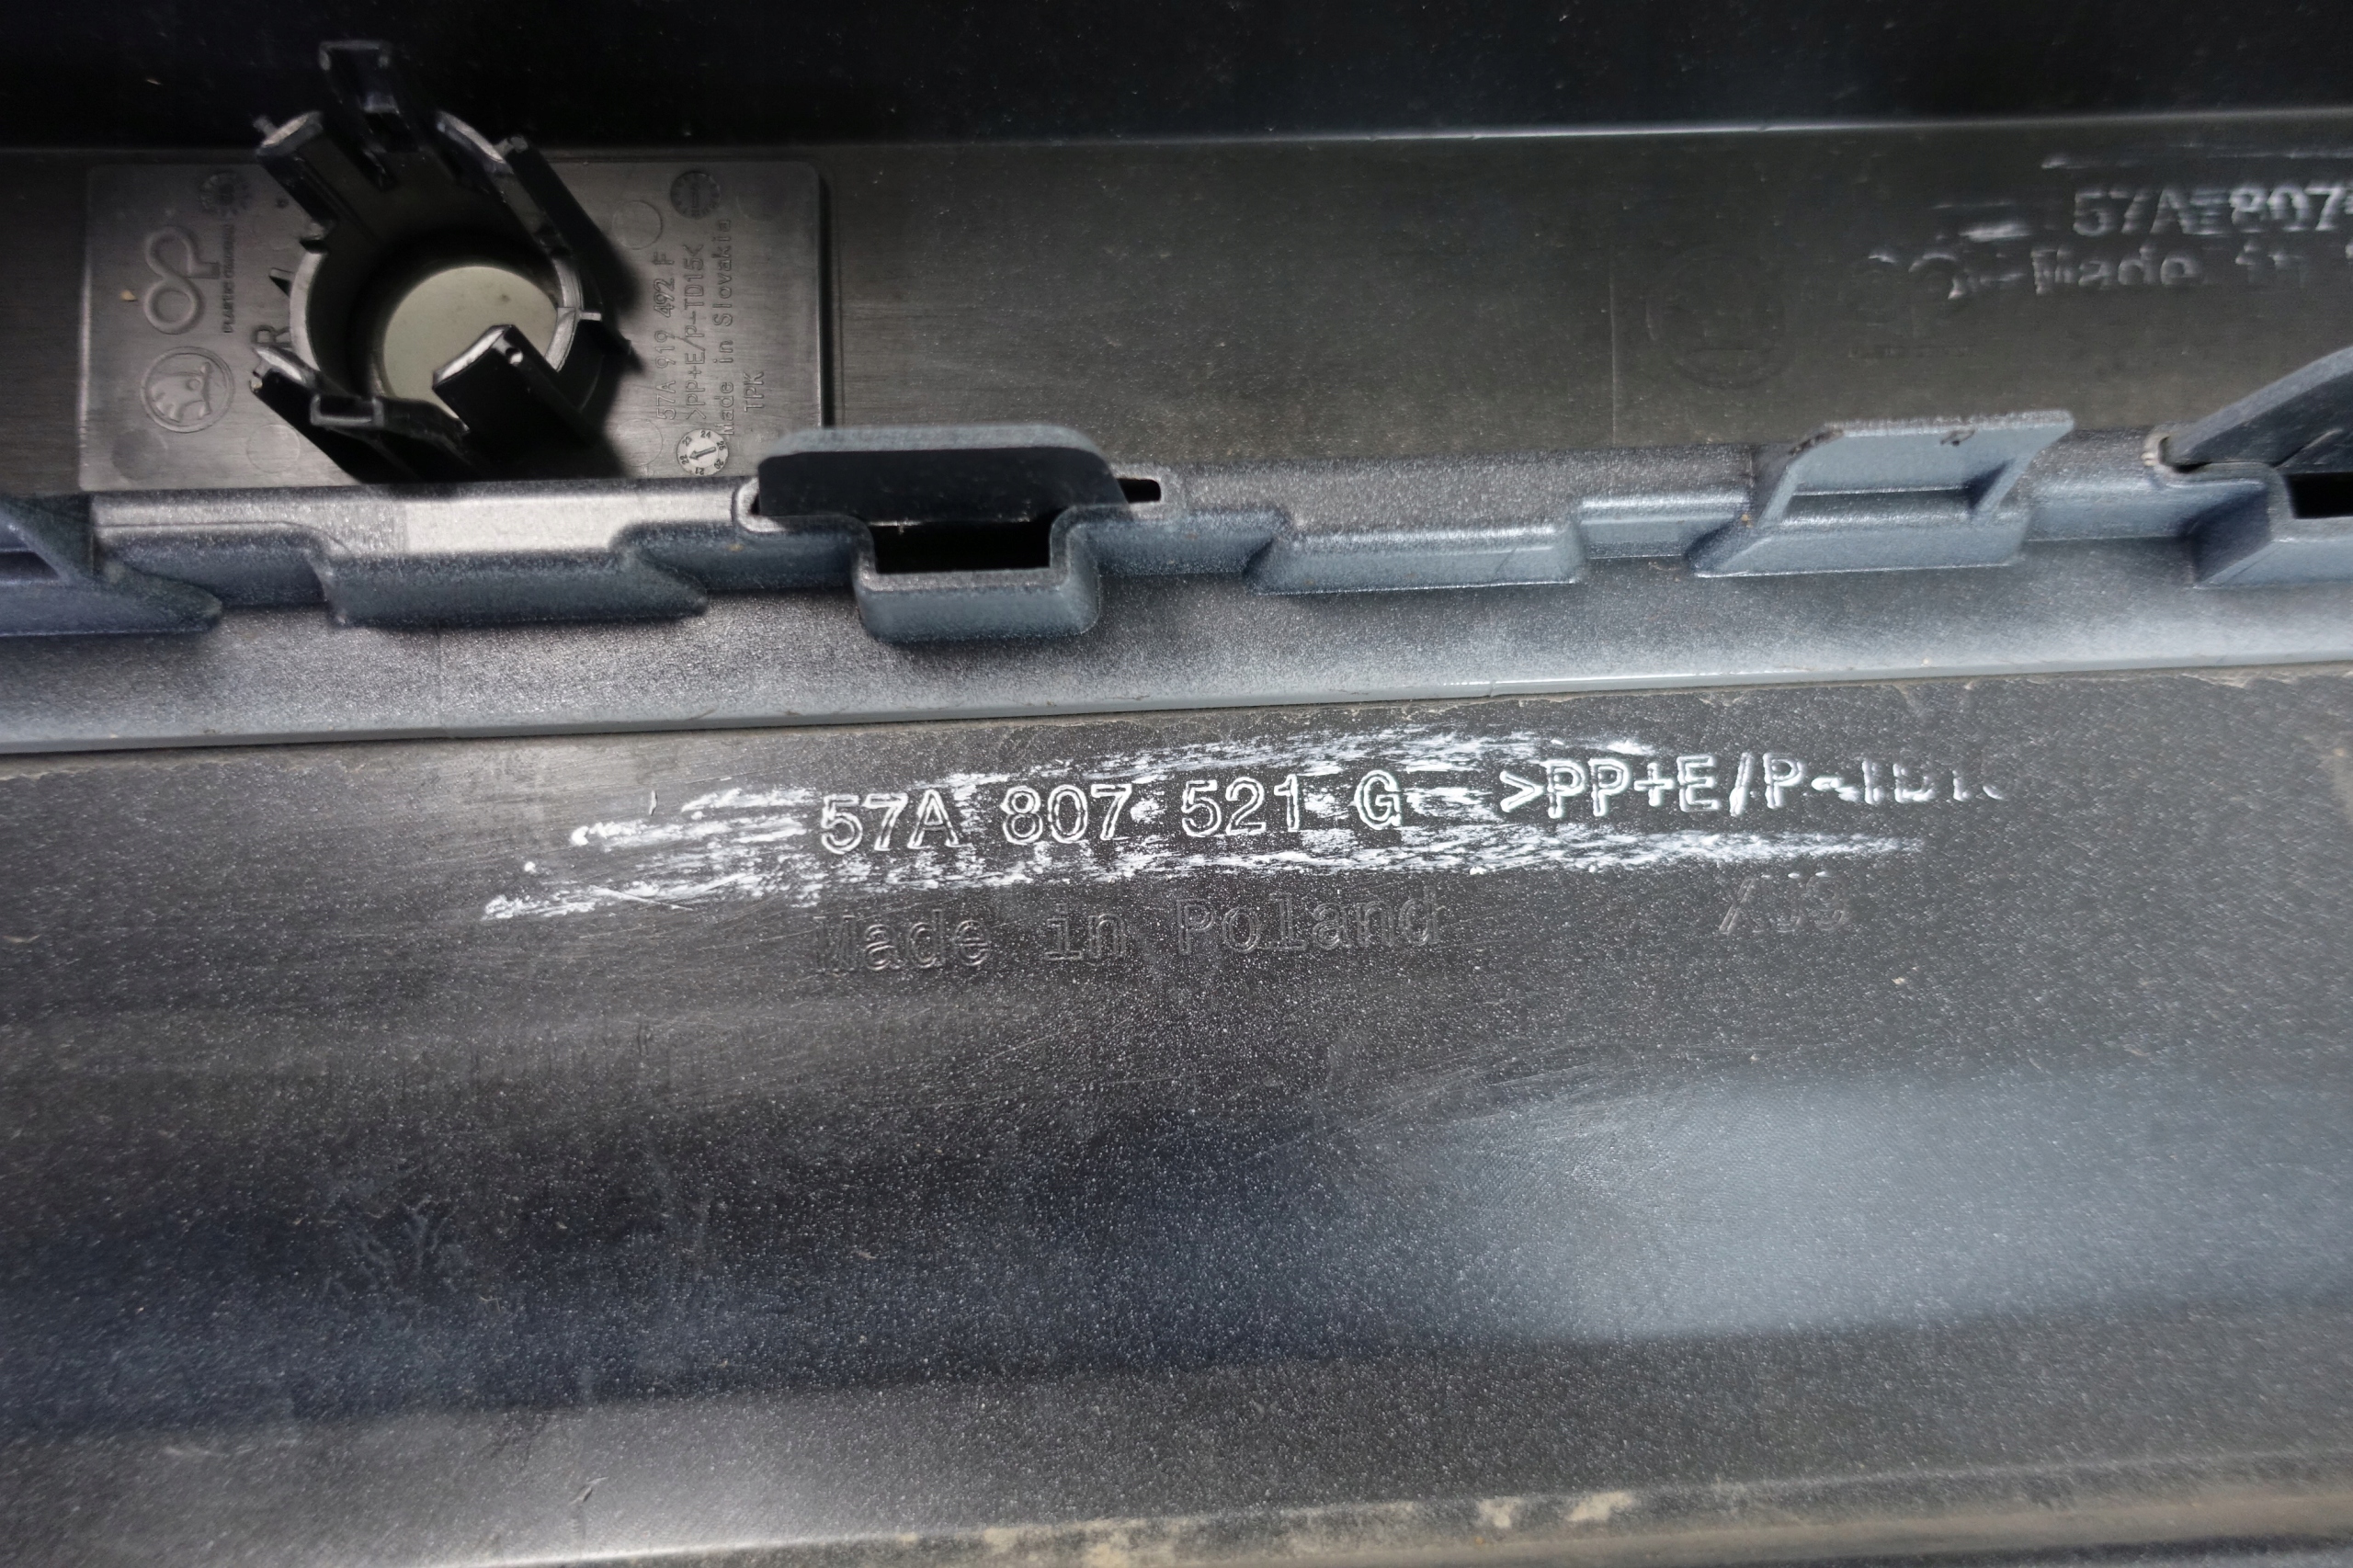 57A 919 492 F
>PP+E/P-TD15<
Made in Slovakia
TPK
R
57A 807
Made in
57A 807 521 G >PP+E/P-
Made in Poland